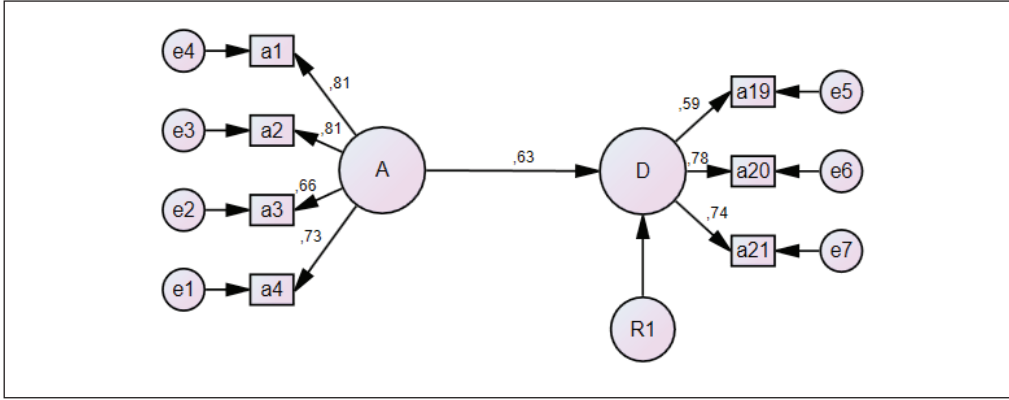 e4
a1
,81
e3
a2
,81
e2
a3
,66
e1
a4
,73
A
,63
D
,59
a19
e5
,78
a20
e6
,74
a21
e7
R1